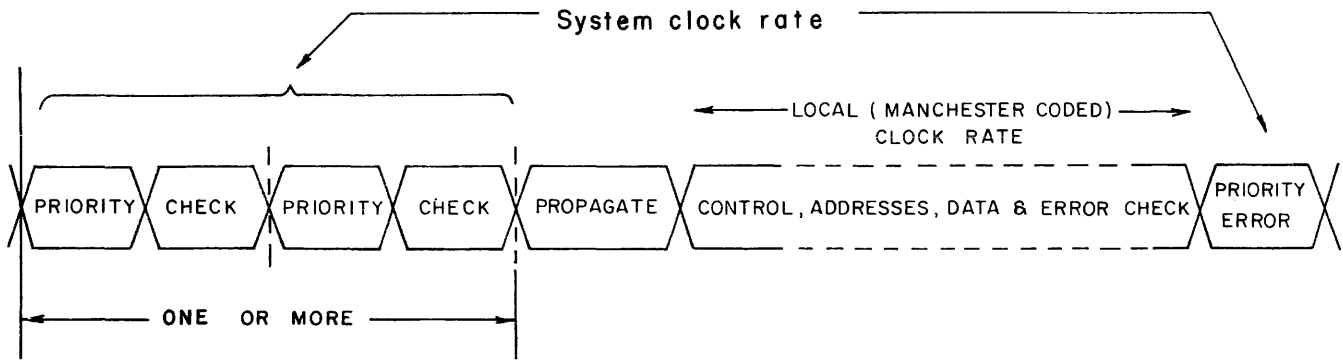 System clock rate
LOCAL (MANCHESTER CODED)
CLOCK RATE
PRIORITY CHECK PRIORITY CHECK PROPAGATE CONTROL, ADDRESSES, DATA & ERROR CHECK PRIORITY
ERROR
ONE OR MORE